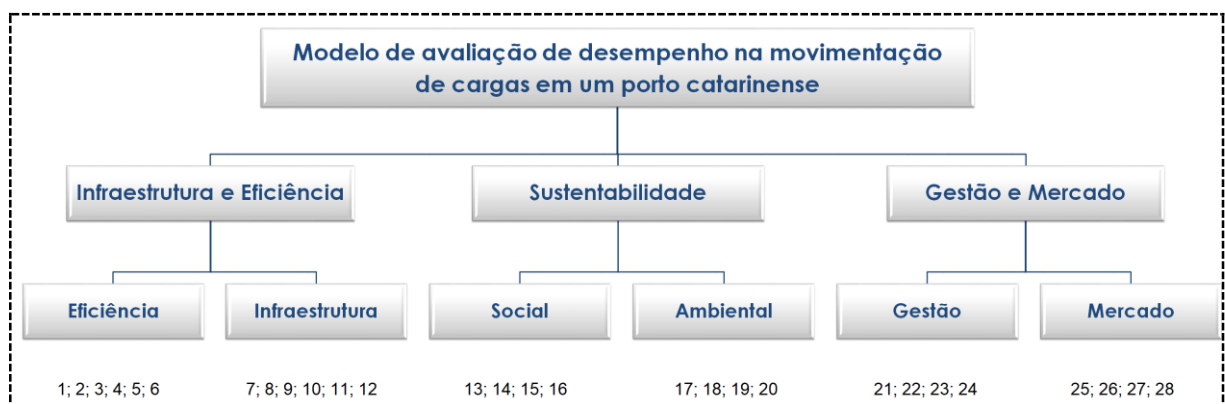 Modelo de avaliação de desempenho na movimentação
de cargas em um porto catarinense
Infraestrutura e Eficiência
Sustentabilidade
Gestão e Mercado
Eficiência
Infraestrutura
Social
Ambiental
Gestão
Mercado
1; 2; 3; 4; 5; 6
7; 8; 9; 10; 11; 12
13; 14; 15; 16
17; 18; 19; 20
21; 22; 23; 24
25; 26; 27; 28